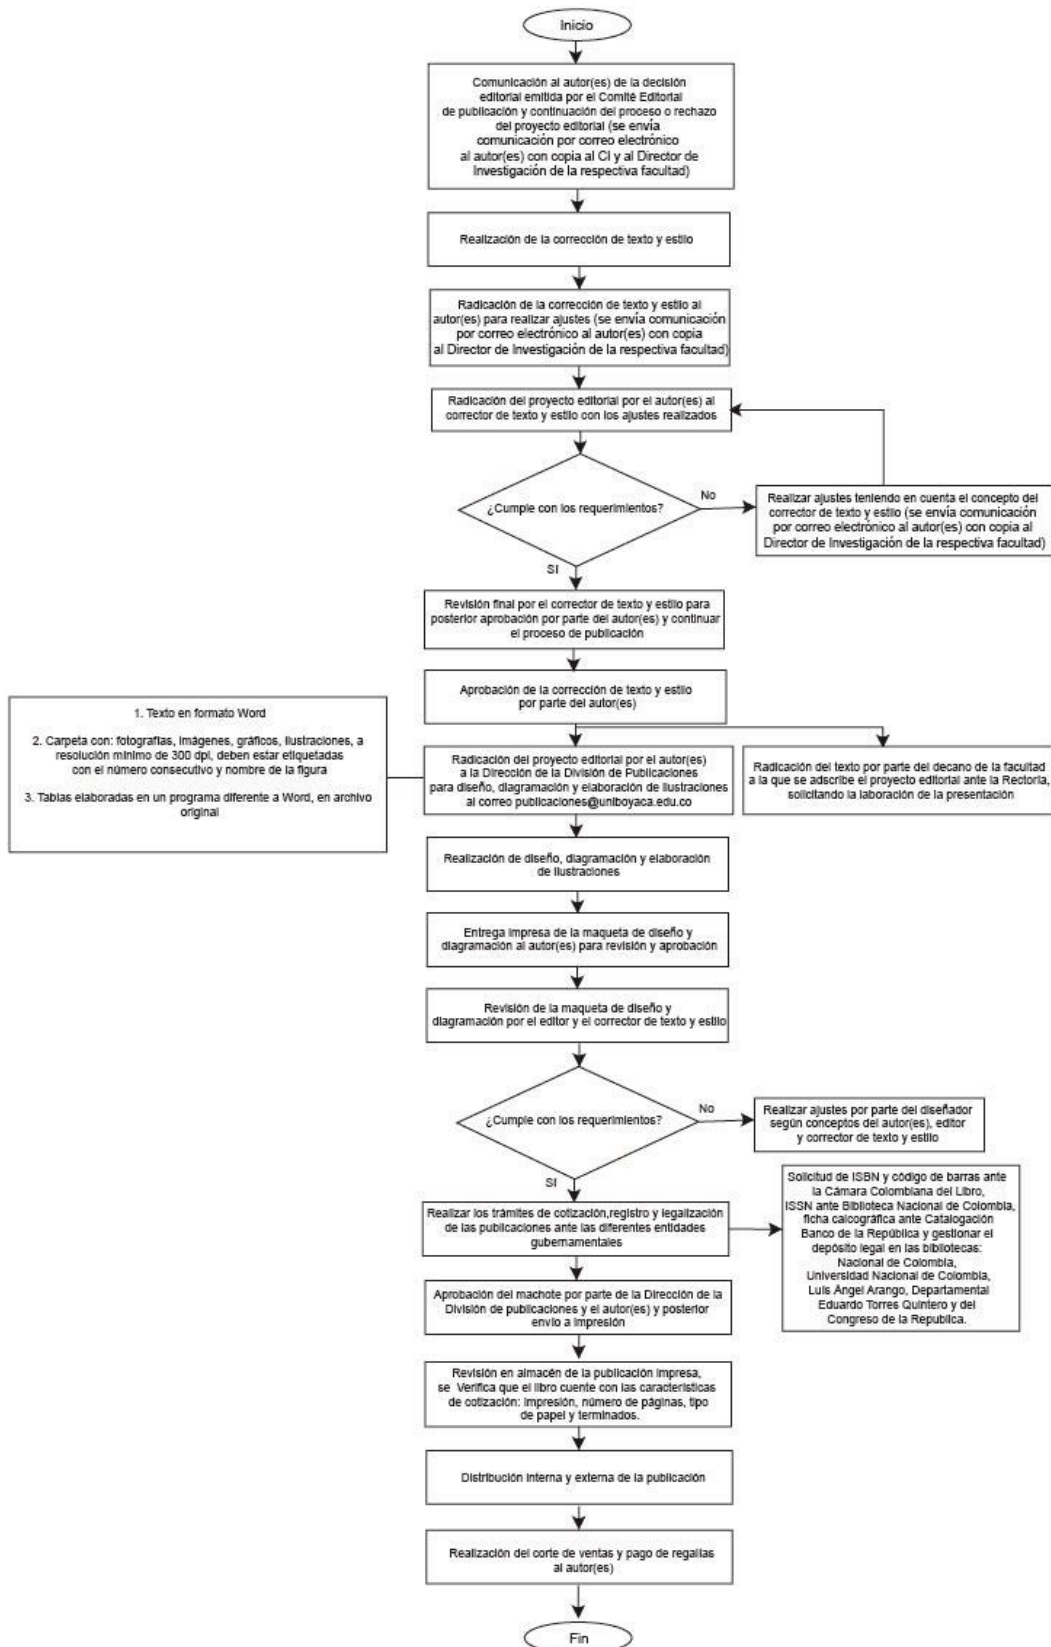 Inicio
Comunicación al autor(es) de la decisión
editorial emitida por el Comité Editorial
de publicación y continuación del proceso o rechazo
del proyecto editorial (se envía
comunicación por correo electrónico
al autor(es) con copia al CI y al Director de
Investigación de la respectiva facultad)
Realización de la corrección de texto y estilo
Radicación de la corrección de texto y estilo al
autor(es) para realizar ajustes (se envía comunicación
por correo electrónico al autor(es) con copia
al Director de Investigación de la respectiva facultad)
Radicación del proyecto editorial por el autor(es) al
corrector de texto y estilo con los ajustes realizados
¿Cumple con los requerimientos?
No
Realizar ajustes teniendo en cuenta el concepto del
corrector de texto y estilo (se envía comunicación
por correo electrónico al autor(es) con copia al
Director de Investigación de la respectiva facultad)
SI
Revisión final por el corrector de texto y estilo para
posterior aprobación por parte del autor(es) y continuar
el proceso de publicación
Aprobación de la corrección de texto y estilo
por parte del autor(es)
1. Texto en formato Word
2. Carpeta con: fotografías, imágenes, gráficos, ilustraciones, a
resolución mínimo de 300 dpi, deben estar etiquetadas
con el número consecutivo y nombre de la figura
3. Tablas elaboradas en un programa diferente a Word, en archivo
original
Radicación del proyecto editorial por el autor(es)
a la Dirección de la División de Publicaciones
para diseño, diagramación y elaboración de ilustraciones
al correo publicaciones@uniboyaca.edu.co
Radicación del texto por parte del decano de la facultad
a la que se adscribe el proyecto editorial ante la Rectoría,
solicitando la laboración de la presentación
Realización de diseño, diagramación y elaboración
de ilustraciones
Entrega impresa de la maqueta de diseño y
diagramación al autor(es) para revisión y aprobación
Revisión de la maqueta de diseño y
diagramación por el editor y el corrector de texto y estilo
¿Cumple con los requerimientos?
No
Realizar ajustes por parte del diseñador
según conceptos del autor(es), editor
y corrector de texto y estilo
SI
Realizar los trámites de cotización,registro y legalización
de las publicaciones ante las diferentes entidades
gubernamentales
Solicitud de ISBN y código de barras ante
la Cámara Colombiana del Libro,
ISSN ante Biblioteca Nacional de Colombia,
ficha calcográfica ante Catalogación
Banco de la República y gestionar el
depósito legal en las bibliotecas:
Nacional de Colombia,
Universidad Nacional de Colombia,
Luis Ángel Arango, Departamental
Eduardo Torres Quintero y del
Congreso de la Republica.
Aprobación del machote por parte de la Dirección de la
División de publicaciones y el autor(es) y posterior
envío a impresión
Revisión en almacén de la publicación impresa,
se Verifica que el libro cuente con las características
de cotización: impresión, número de páginas, tipo
de papel y terminados.
Distribución interna y externa de la publicación
Realización del corte de ventas y pago de regalías
al autor(es)
Fin